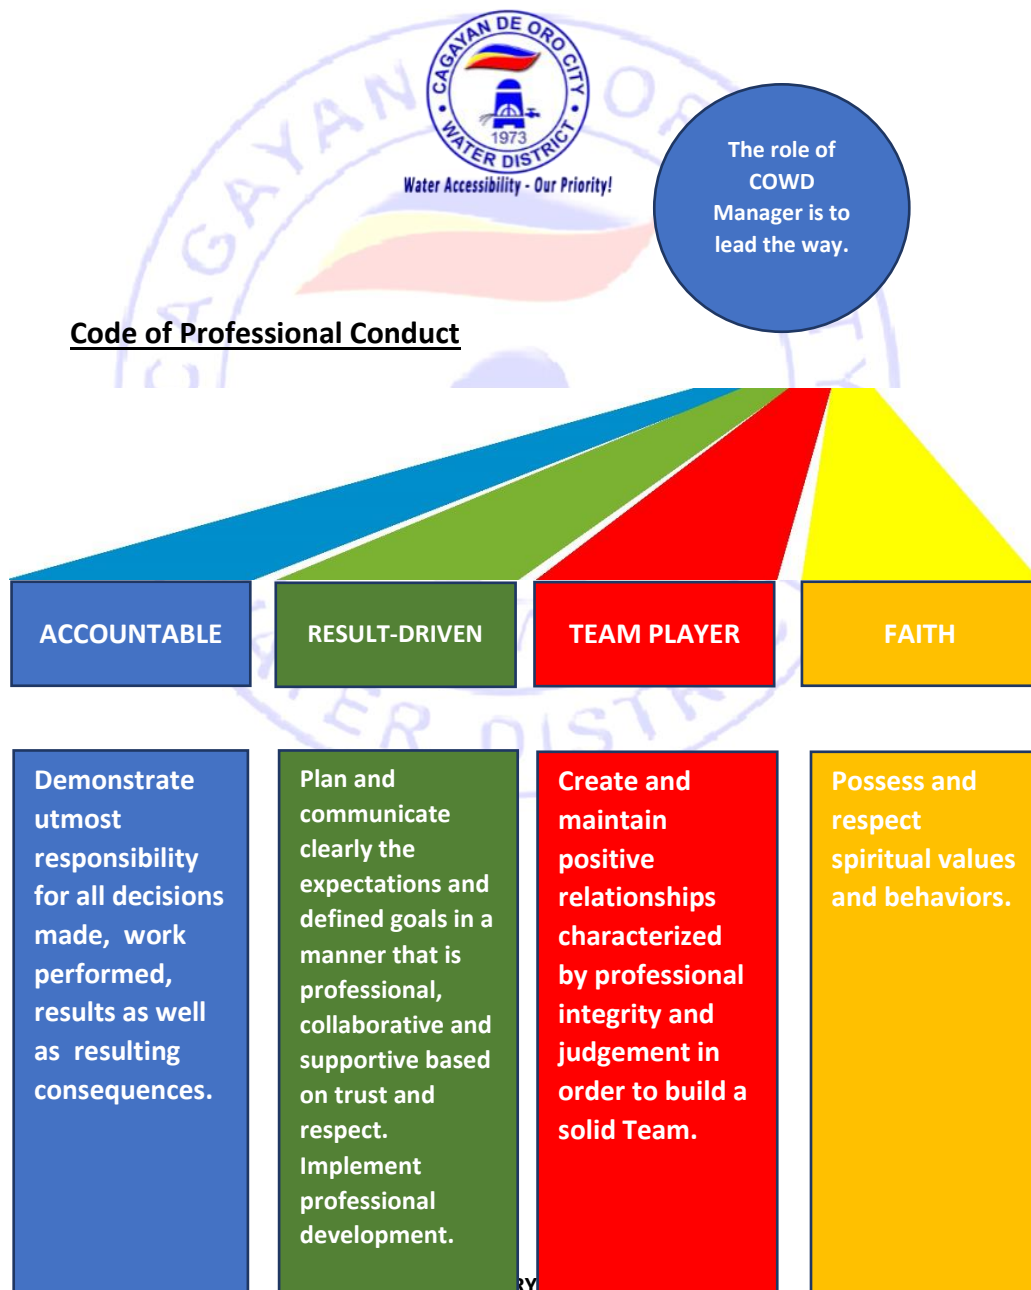 CAGAYAN DE ORO CITY
1973
WATER DISTRICT
Water Accessibility - Our Priority!
The role of
COWD
Manager is to
lead the way.
Code of Professional Conduct
ACCOUNTABLE
RESULT-DRIVEN
TEAM PLAYER
FAITH
Demonstrate
utmost
responsibility
for all decisions
made, work
performed,
results as well
as resulting
consequences.
Plan and
communicate
clearly the
expectations and
defined goals in a
manner that is
professional,
collaborative and
supportive based
on trust and
respect.
Implement
professional
development.
Create and
maintain
positive
relationships
characterized
by professional
integrity and
judgement in
order to build a
solid Team.
Possess and
respect
spiritual values
and behaviors.